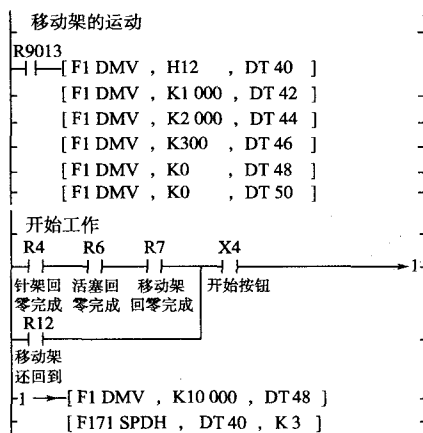 移动架的运动
R9013
[ F1 DMV , H12 , DT 40 ]
[ F1 DMV , K1 000 , DT 42 ]
[ F1 DMV , K2 000 , DT 44 ]
[ F1 DMV , K300 , DT 46 ]
[ F1 DMV , K0 , DT 48 ]
[ F1 DMV , K0 , DT 50 ]
开始工作
R4 R6 R7 X4
1
针架回 活塞回 移动架 开始按钮
零完成 零完成 回零完成
R12
移动架
还回到
1 [ F1 DMV , K10 000 , DT48 ]
[ F171 SPDH , DT 40 , K 3 ]